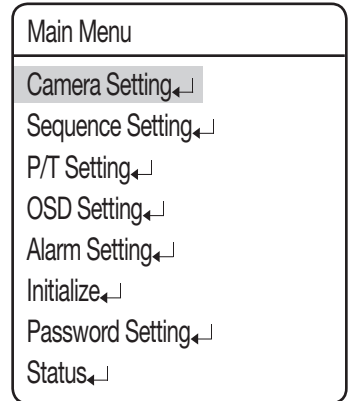 Main Menu
Camera Setting↵
Sequence Setting↵
P/T Setting↵
OSD Setting↵
Alarm Setting↵
Initialize↵
Password Setting↵
Status↵